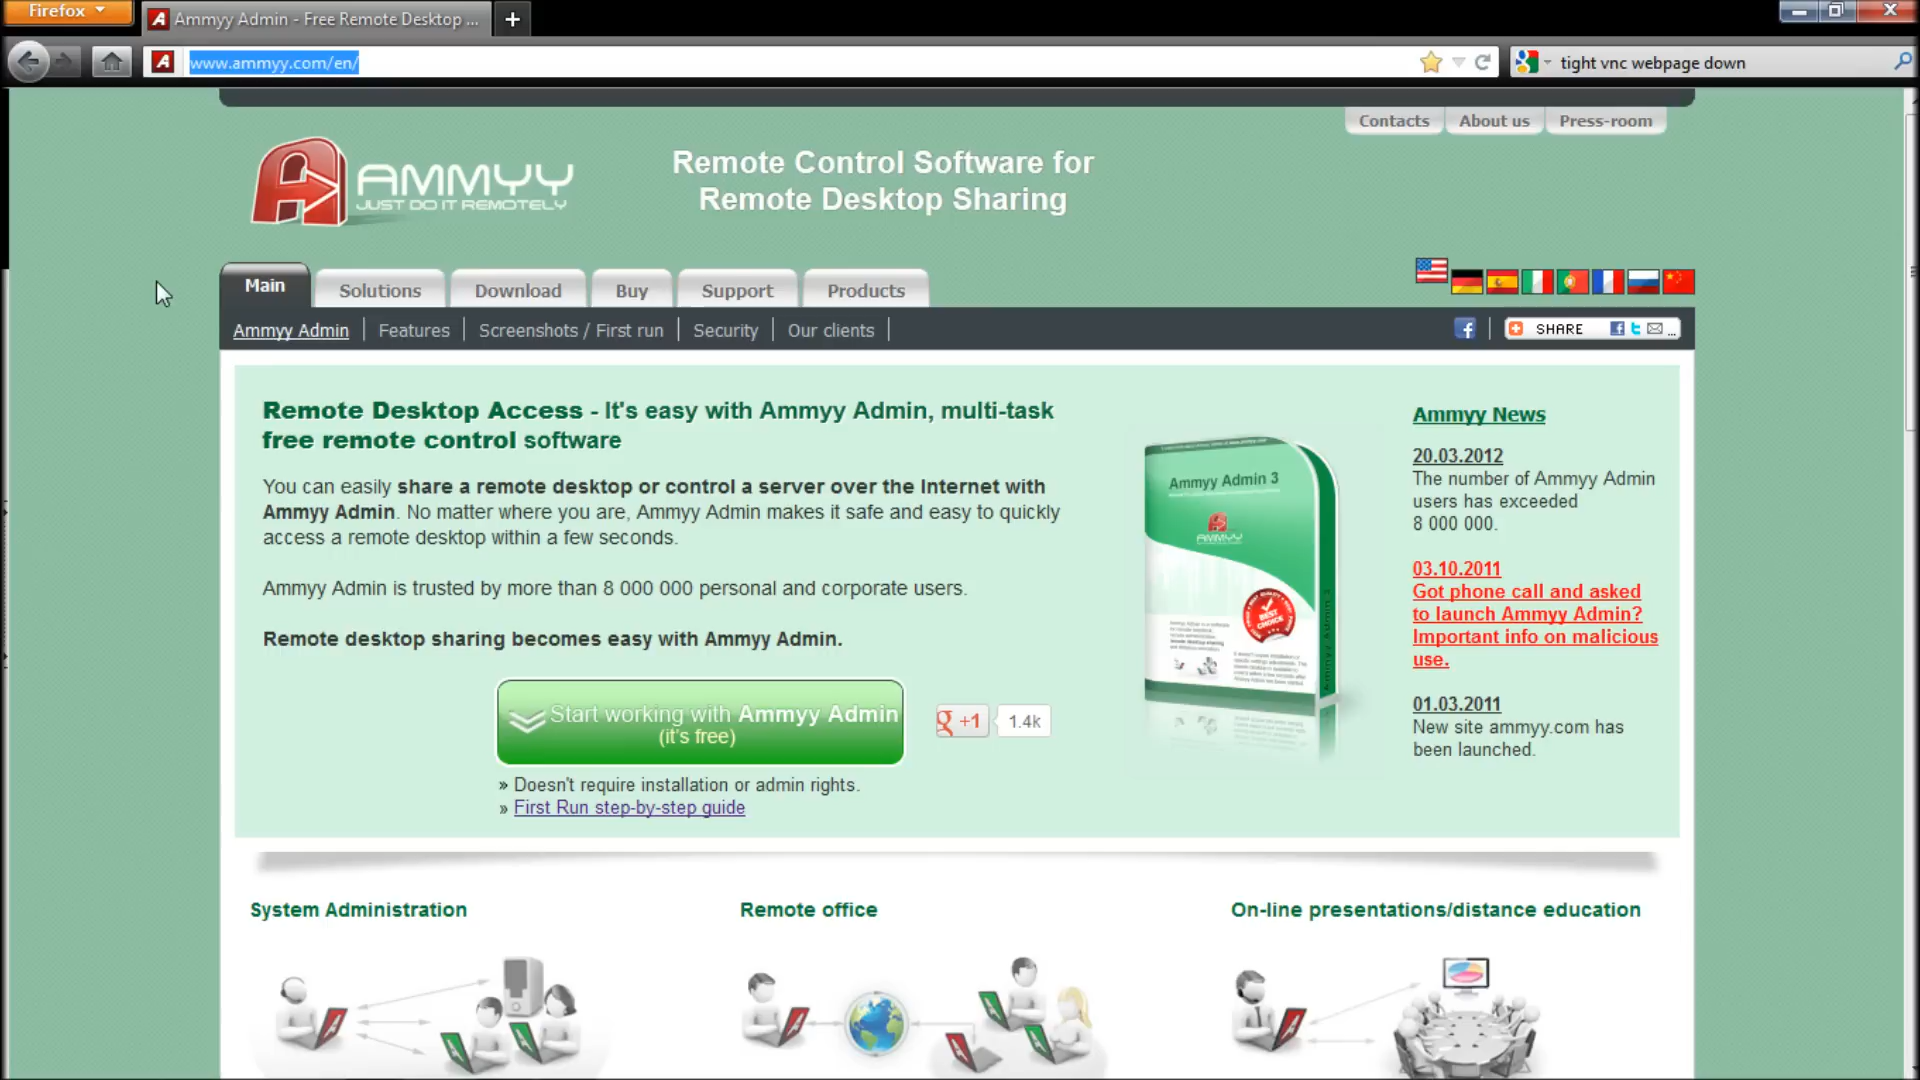 Firefox
Ammyy Admin - Free Remote Desktop ...
www.ammyy.com/en/
tight vnc webpage down
Contacts
About us
Press-room
AMMYY
JUST DO IT REMOTELY
Remote Control Software for
Remote Desktop Sharing
Main
Solutions
Download
Buy
Support
Products
Ammyy Admin
Features
Screenshots / First run
Security
Our clients
SHARE
Remote Desktop Access - It's easy with Ammyy Admin, multi-task
free remote control software
You can easily share a remote desktop or control a server over the Internet with
Ammyy Admin. No matter where you are, Ammyy Admin makes it safe and easy to quickly
access a remote desktop within a few seconds.
Ammyy Admin is trusted by more than 8 000 000 personal and corporate users.
Remote desktop sharing becomes easy with Ammyy Admin.
Start working with Ammyy Admin
(it's free)
+1
1.4k
» Doesn't require installation or admin rights.
» First Run step-by-step guide
Ammyy Admin 3
AMMYY
BEST
CHOICE
Ammyy Admin 3
Ammyy News
20.03.2012
The number of Ammyy Admin
users has exceeded
8 000 000.
03.10.2011
Got phone call and asked
to launch Ammyy Admin?
Important info on malicious
use.
01.03.2011
New site ammyy.com has
been launched.
System Administration
Remote office
On-line presentations/distance education